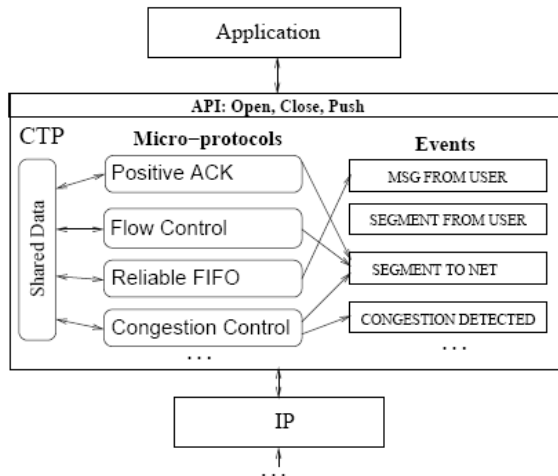 Application
API: Open, Close, Push
CTP
Micro-protocols
Events
Shared Data
Positive ACK
Flow Control
Reliable FIFO
Congestion Control
...
MSG FROM USER
SEGMENT FROM USER
SEGMENT TO NET
CONGESTION DETECTED
...
IP
...